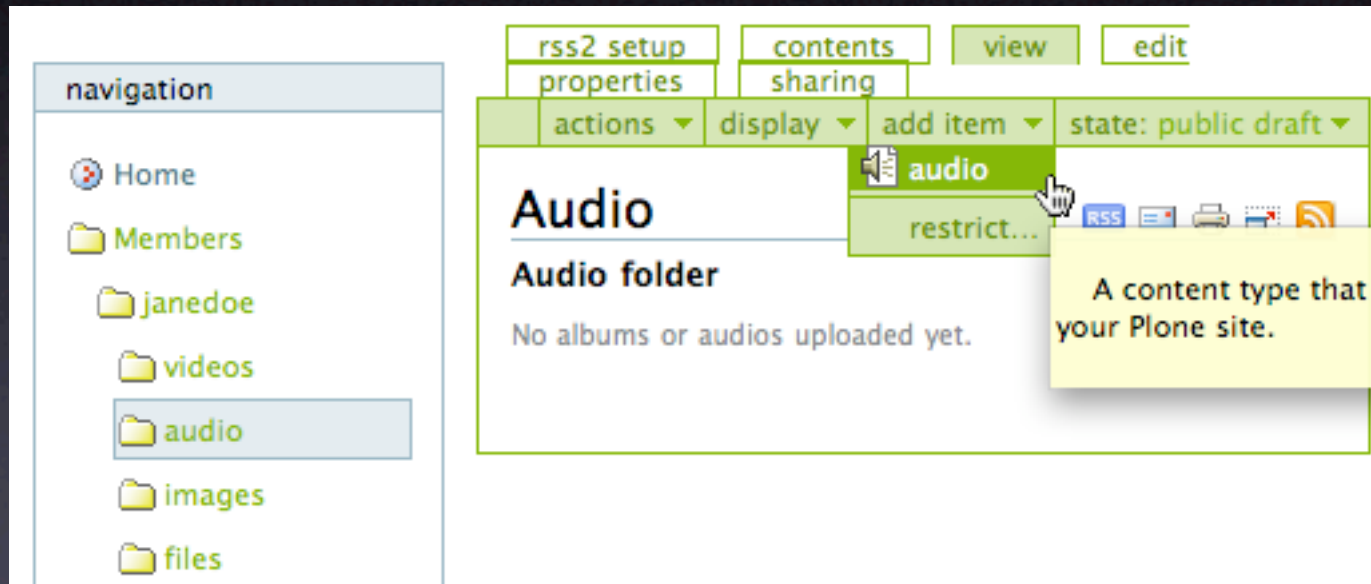 navigation
Home
Members
janedoe
videos
audio
images
files
rss2 setup contents view edit
properties sharing
actions display add item state: public draft
audio
restrict...
Audio
RSS
Audio folder
No albums or audios uploaded yet.
A content type that
your Plone site.